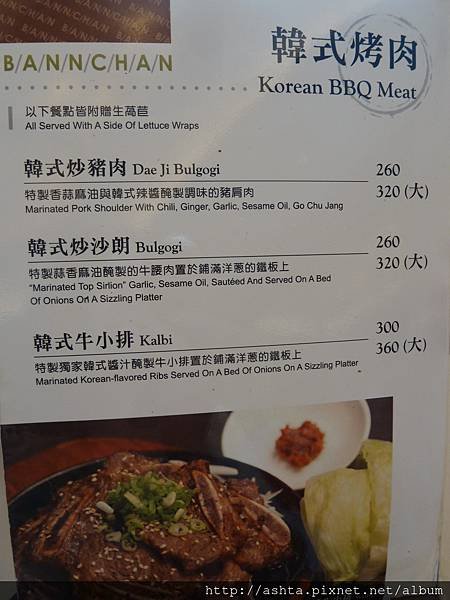 B/A/N/N/C/H/A/N
韓式烤肉
Korean BBQ Meat
以下餐點皆附贈生萵苣
All Served With A Side Of Lettuce Wraps
韓式炒豬肉 Dae Ji Bulgogi 260
特製香蒜麻油與韓式辣醬醃製調味的豬肩肉 320 (大)
Marinated Pork Shoulder With Chili, Ginger, Garlic, Sesame Oil, Go Chu Jang
韓式炒沙朗 Bulgogi 260
特製蒜香麻油醃製的牛腰肉置於鋪滿洋蔥的鐵板上 320 (大)
"Marinated Top Sirlion" Garlic, Sesame Oil, Sautéed And Served On A Bed
Of Onions On A Sizzling Platter
韓式牛小排 Kalbi 300
特製獨家韓式醬汁醃製牛小排置於鋪滿洋蔥的鐵板上 360 (大)
Marinated Korean-flavored Ribs Served On A Bed Of Onions On A Sizzling Platter
http://ashta.pixnet.net/album